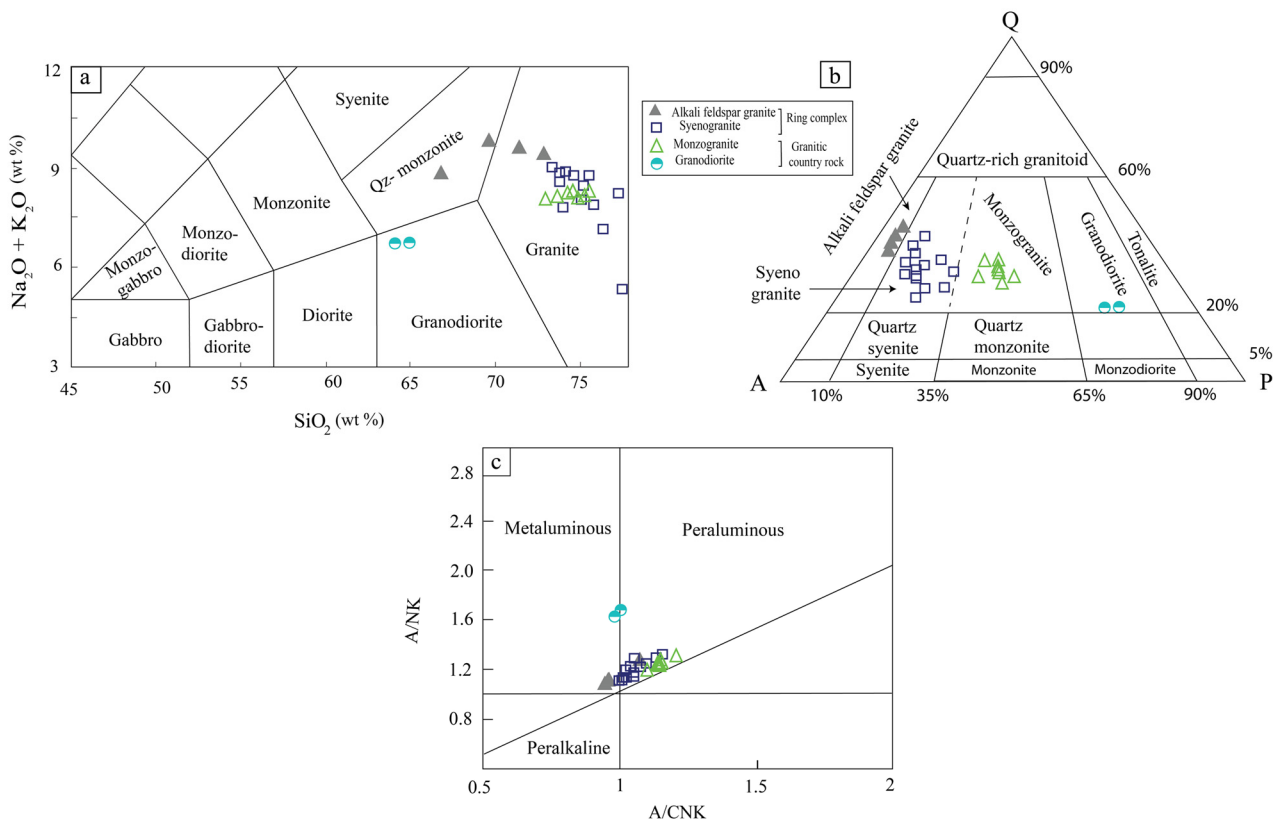 a
12
9
6
3
Na2O + K2O (wt %)
Syenite
Qz- monzonite
Monzonite
Monzo-
diorite
Monzo-
gabbro
Granite
Gabbro
Gabbro-
diorite
Diorite
Granodiorite
45
50
55
60
65
70
75
SiO2 (wt %)
Alkali feldspar granite
Syenogranite
Ring complex
Monzogranite
Granodiorite
Granitic
country rock
b
Q
90%
Quartz-rich granitoid
60%
Alkali feldspar granite
Monzogranite
Granodiorite
Tonalite
Syeno
granite
20%
Quartz
syenite
Quartz
monzonite
5%
A
Syenite
Monzonite
Monzodiorite
P
10%
35%
65%
90%
c
2.8
2.4
2.0
1.6
1.2
0.8
A/NK
Metaluminous
Peraluminous
Peralkaline
0.5
1
1.5
2
A/CNK